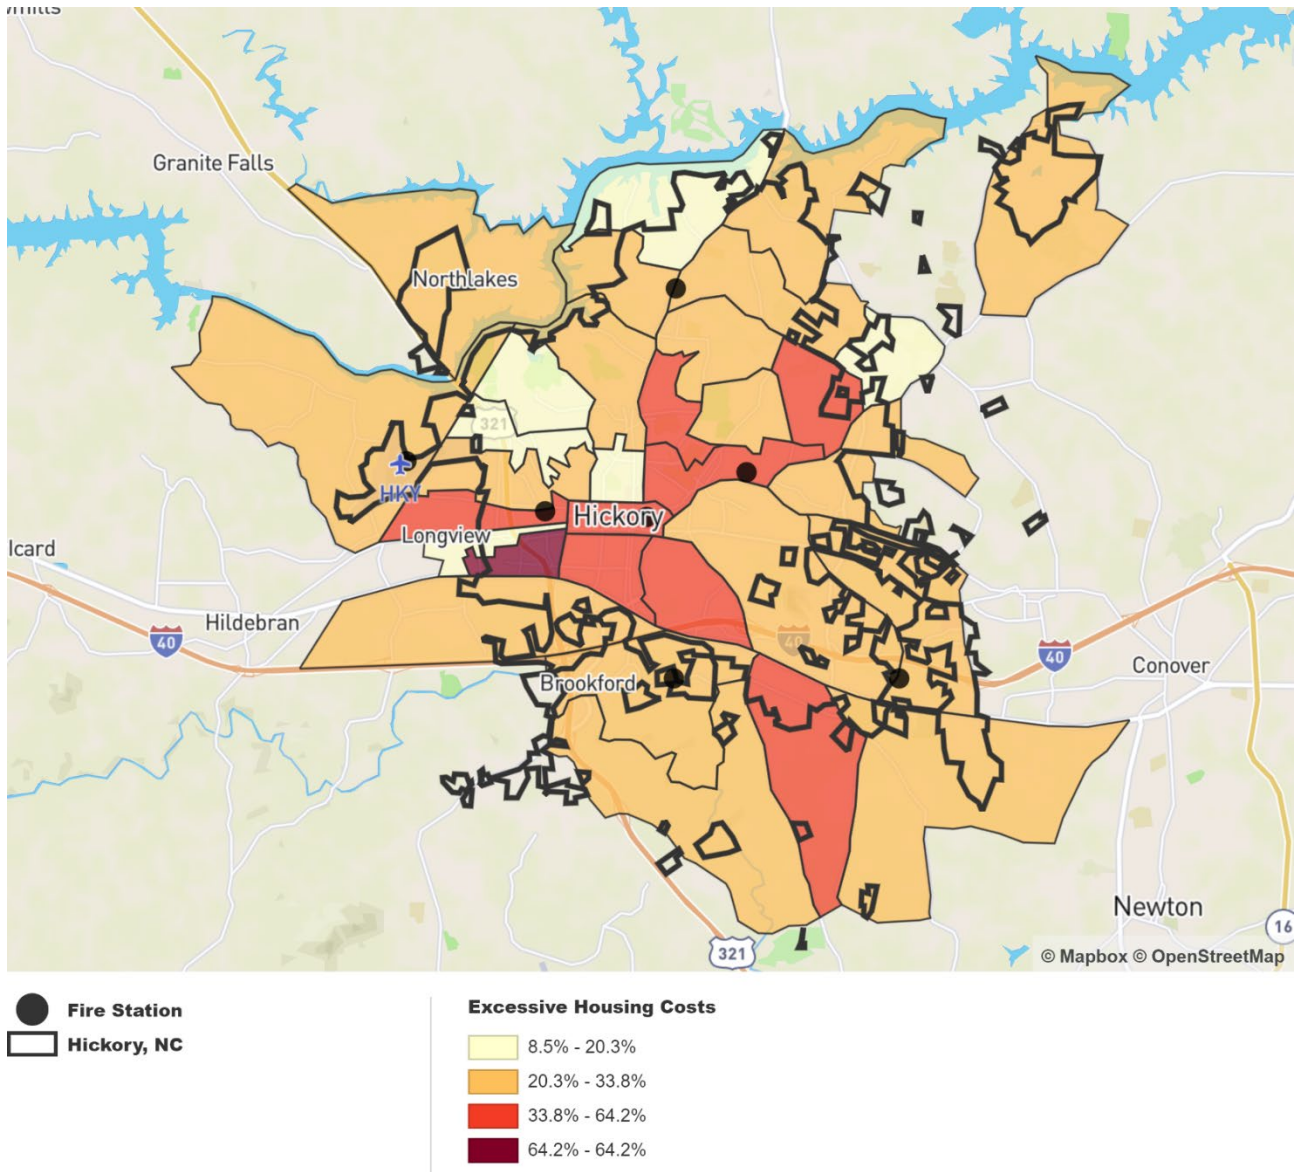 Granite Falls
Northlakes
321
HKY
Hickory
Longview
Icard
Hildebran
40
40
40
Conover
Brookford
Newton
16
321
© Mapbox © OpenStreetMap
Fire Station
Hickory, NC
Excessive Housing Costs
8.5% - 20.3%
20.3% - 33.8%
33.8% - 64.2%
64.2% - 64.2%